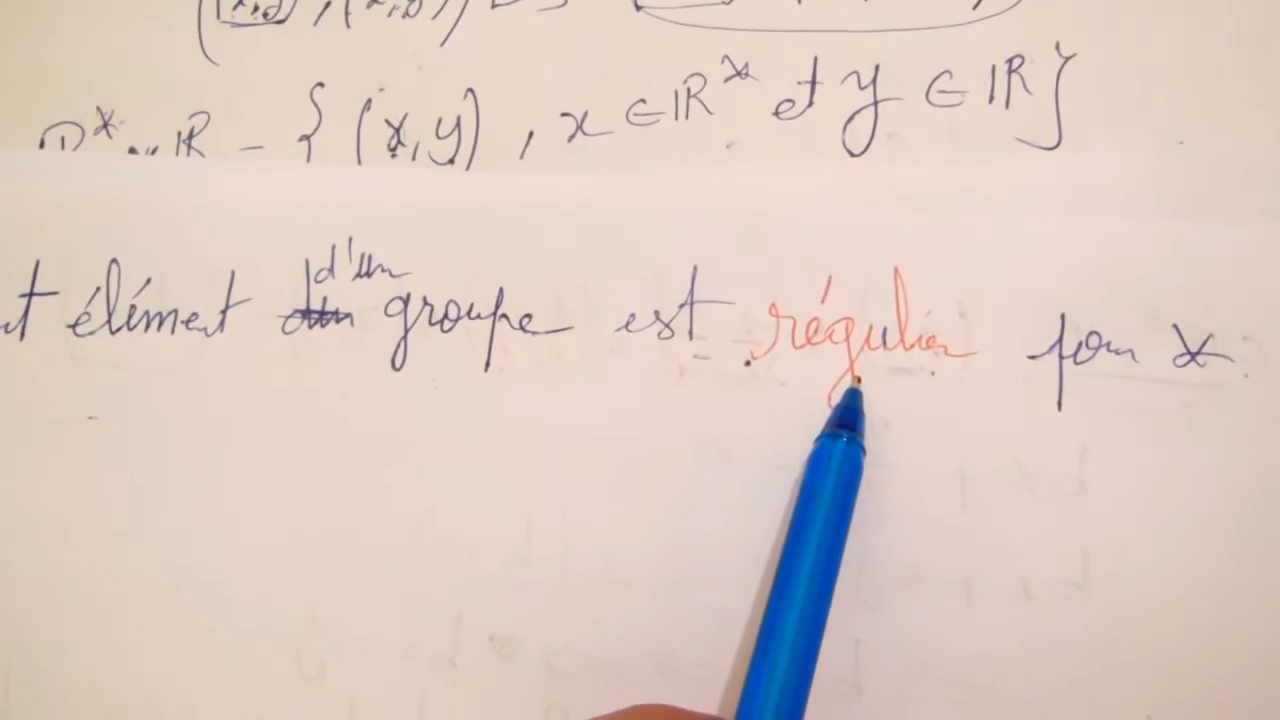 ℝ* × ℝ = { (x,y) , x ∈ ℝ* et y ∈ ℝ }
d'un
t élément groupe est régulier pour *